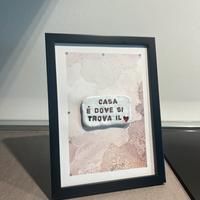 CASA
È DOVE SI
TROVA IL